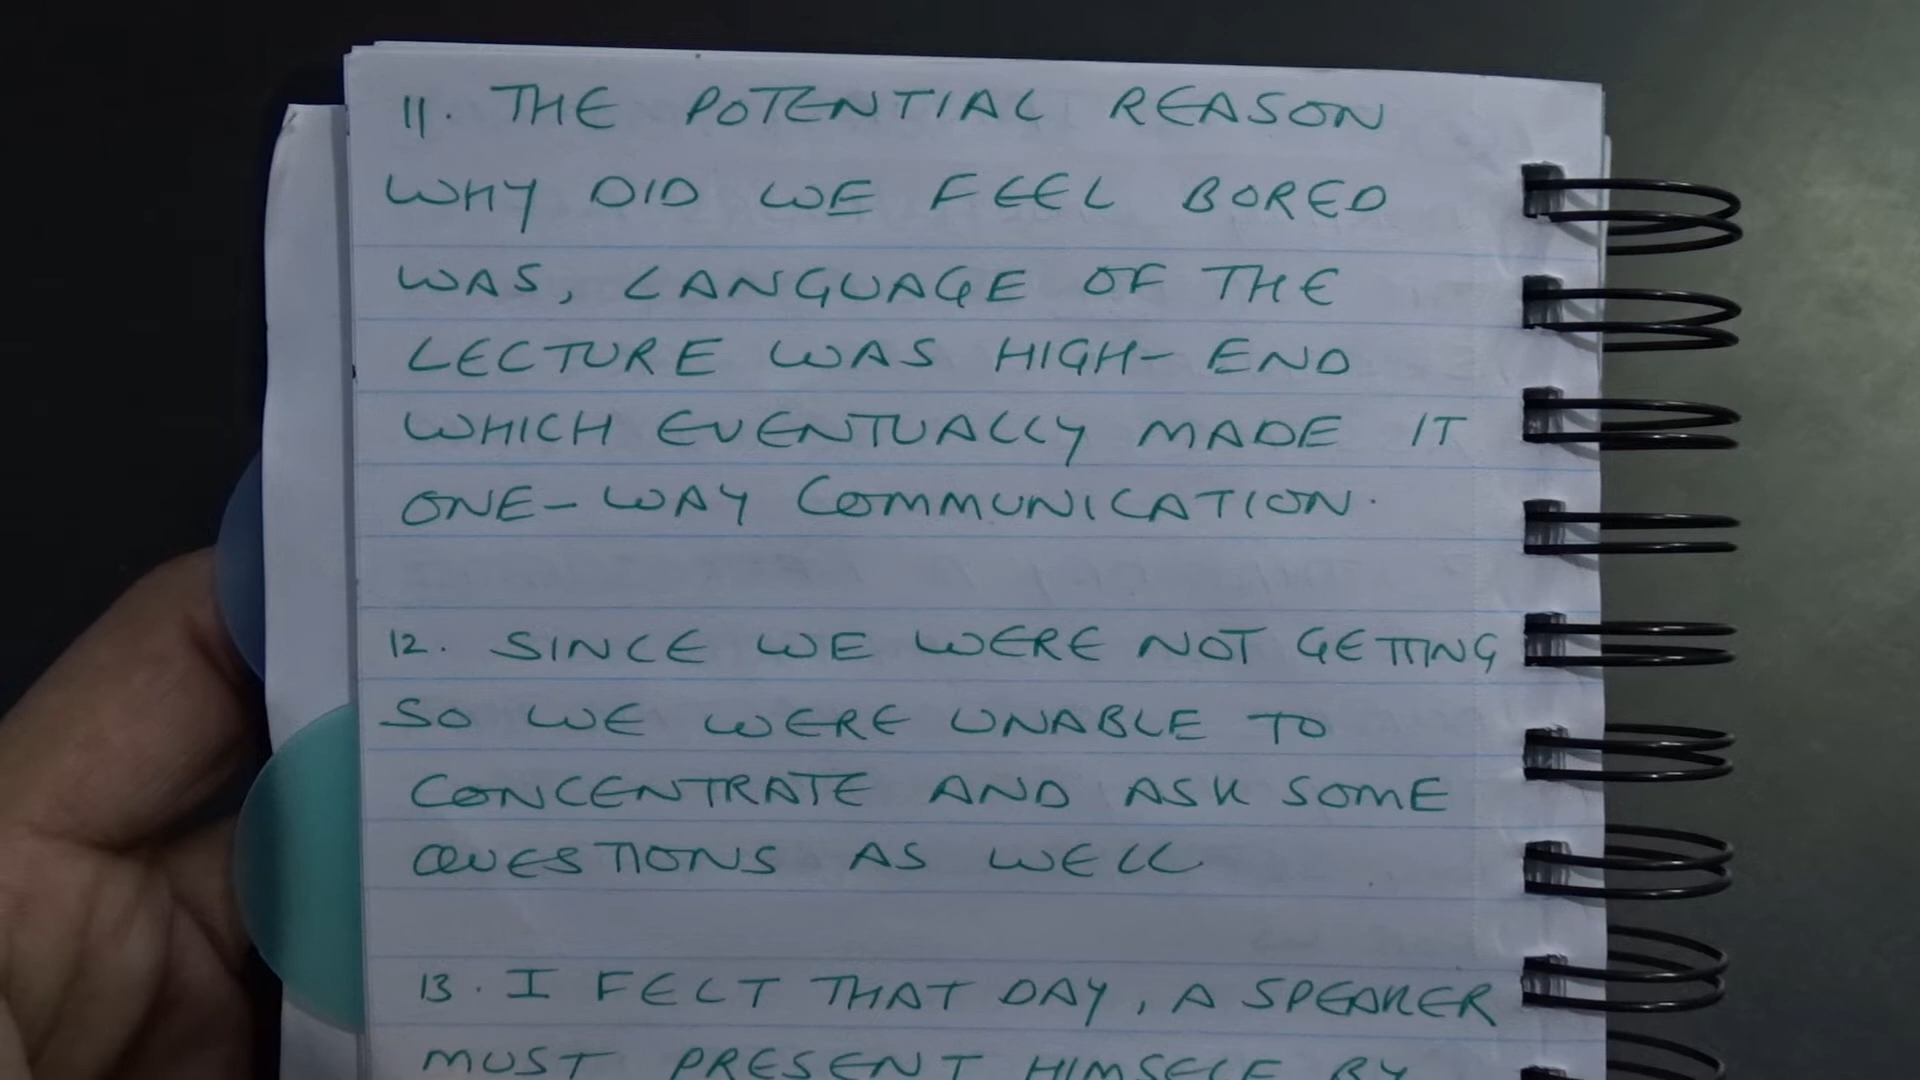 11. THE POTENTIAL REASON
WHY DID WE FEEL BORED
WAS, LANGUAGE OF THE
LECTURE WAS HIGH-END
WHICH EVENTUALLY MADE IT
ONE-WAY COMMUNICATION.
12. SINCE WE WERE NOT GETTING
SO WE WERE UNABLE TO
CONCENTRATE AND ASK SOME
QUESTIONS AS WELL
13. I FELT THAT DAY, A SPEAKER
MUST PRESENT HIMSELF BY